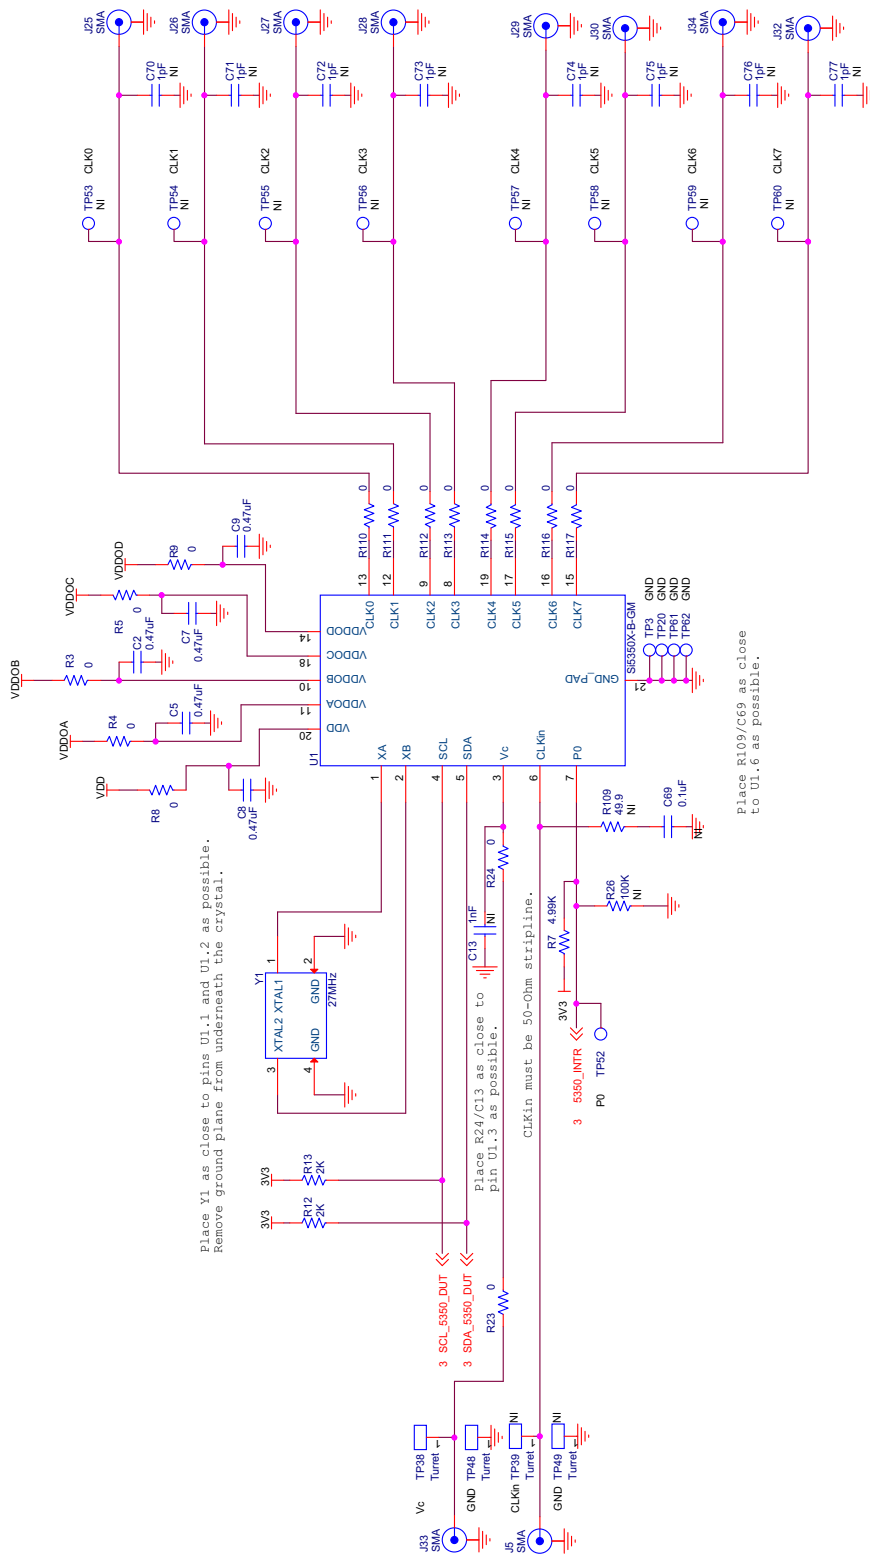 J25
SMA
J26
SMA
J27
SMA
J28
SMA
J29
SMA
J30
SMA
J34
SMA
J32
SMA
C70
1pF
NI
C71
1pF
NI
C72
1pF
NI
C73
1pF
NI
C74
1pF
NI
C75
1pF
NI
C76
1pF
NI
C77
1pF
NI
TP53 CLK0
NI
TP54 CLK1
NI
TP55 CLK2
NI
TP56 CLK3
NI
TP57 CLK4
NI
TP58 CLK5
NI
TP59 CLK6
NI
TP60 CLK7
NI
R110 0
R111 0
R112 0
R113 0
R114 0
R115 0
R116 0
R117 0
VDDOD
R9
0
C9
0.47uF
VDDOC
R5
0
C7
0.47uF
VDDOB
R3
0
C2
0.47uF
VDDOA
R4
0
C5
0.47uF
VDD
R8
0
C8
0.47uF
U1
Si5350X-B-GM
13 CLK0
12 CLK1
9 CLK2
8 CLK3
19 CLK4
17 CLK5
16 CLK6
15 CLK7
14 VDDOD
18 VDDOC
10 VDDOB
11 VDDOA
20 VDD
GND_PAD
21
1 XA
2 XB
4 SCL
5 SDA
3 Vc
6 CLKin
7 P0
TP3 GND
TP20 GND
TP61 GND
TP62 GND
Place R109/C69 as close
to U1.6 as possible.
R109
49.9
NI
C69
0.1uF
NI
R26
100K
NI
R7 4.99K
3V3
3 5350_INTR
P0 TP52
CLKin must be 50-Ohm stripline.
R24 0
C13 1nF
NI
Place R24/C13 as close to
pin U1.3 as possible.
Place Y1 as close to pins U1.1 and U1.2 as possible.
Remove ground plane from underneath the crystal.
Y1
27MHz
1 XTAL1
3 XTAL2
2 GND
4 GND
3V3
R13
2K
3V3
R12
2K
3 SCL_5350_DUT
3 SDA_5350_DUT
R23 0
Vc TP38
Turret
1
GND TP48
Turret
1
CLKin TP39 NI
Turret
1
GND TP49 NI
Turret
1
J33
SMA
J5
SMA